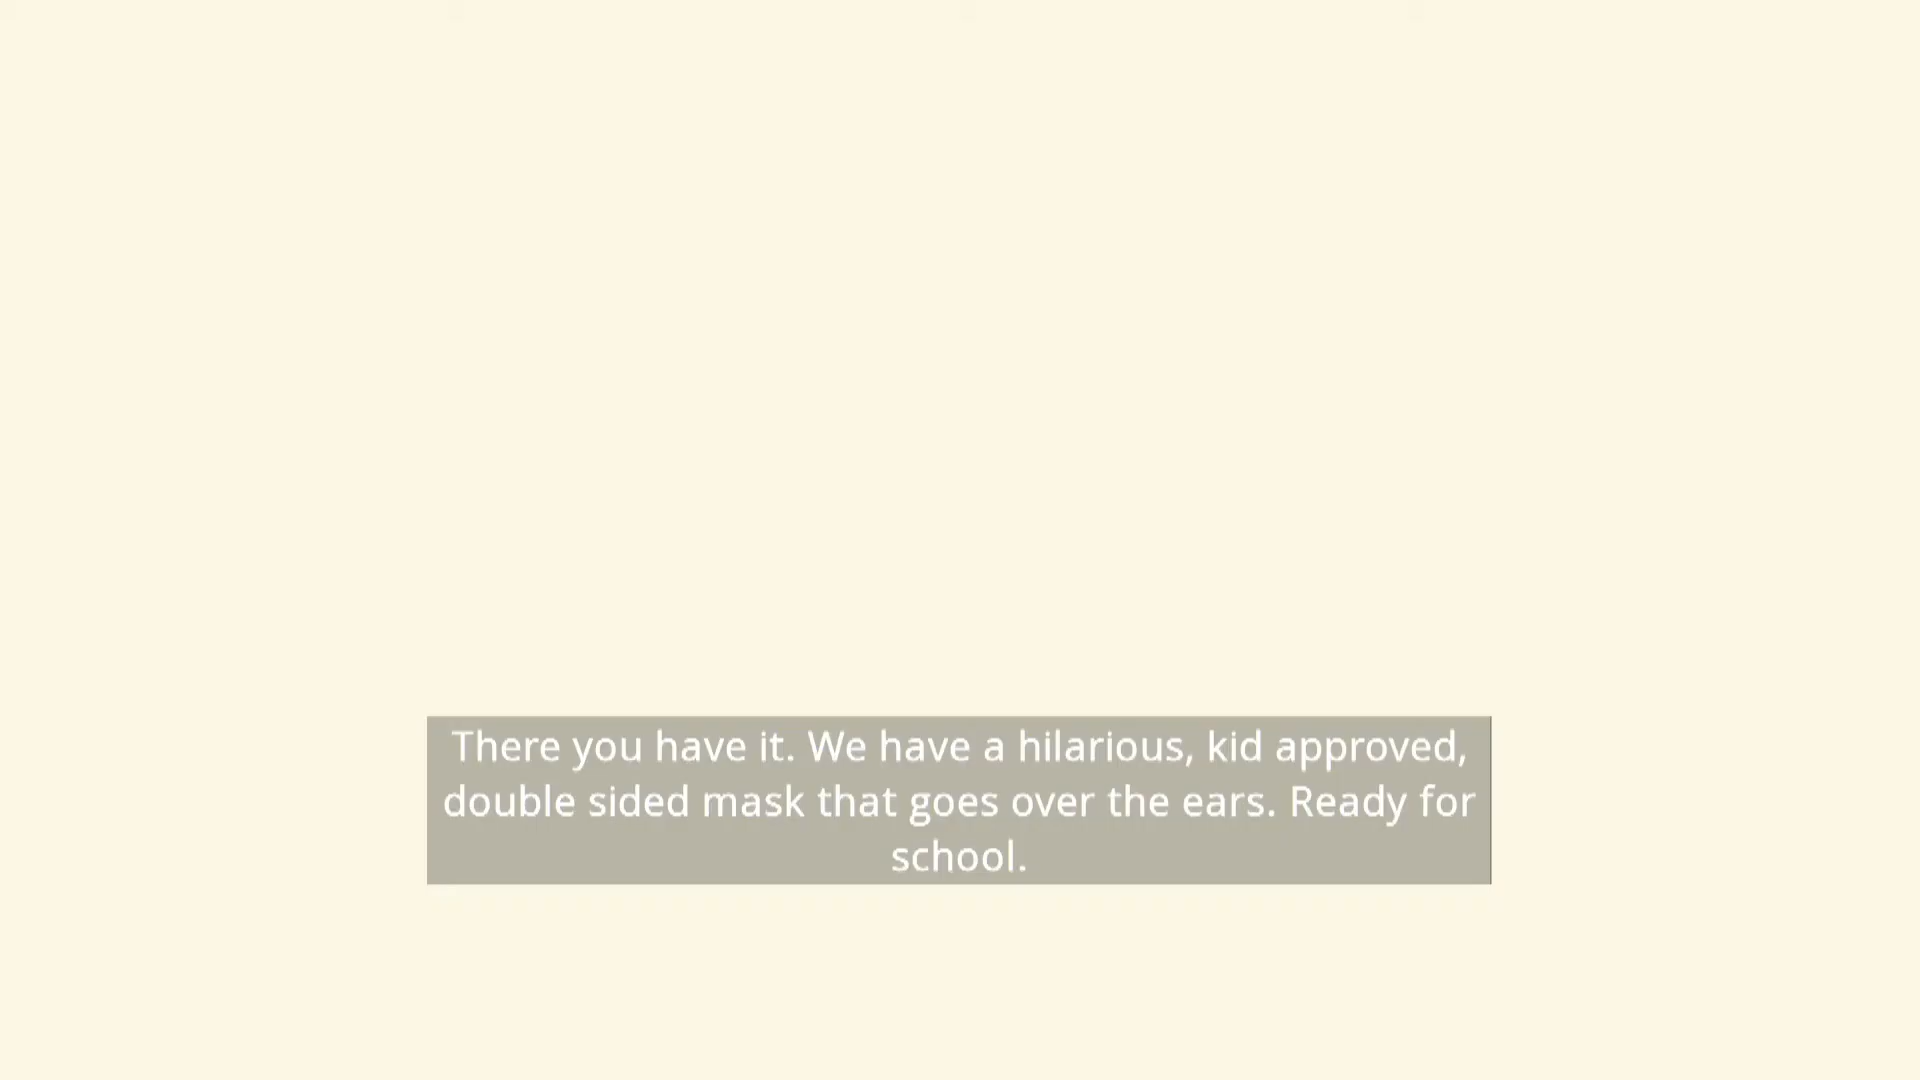 There you have it. We have a hilarious, kid approved,
double sided mask that goes over the ears. Ready for
school.